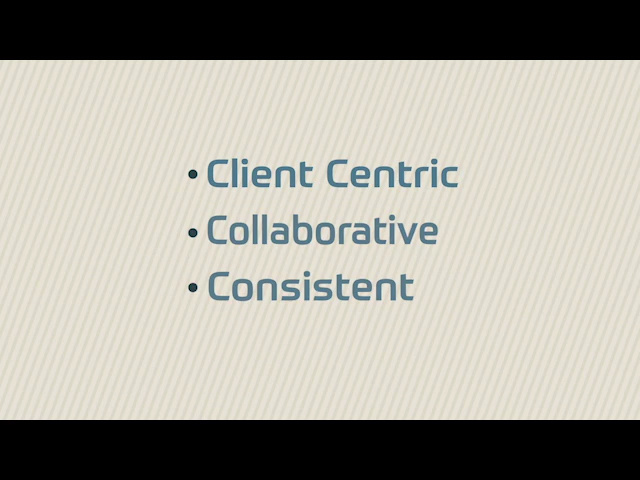 • Client Centric
• Collaborative
• Consistent